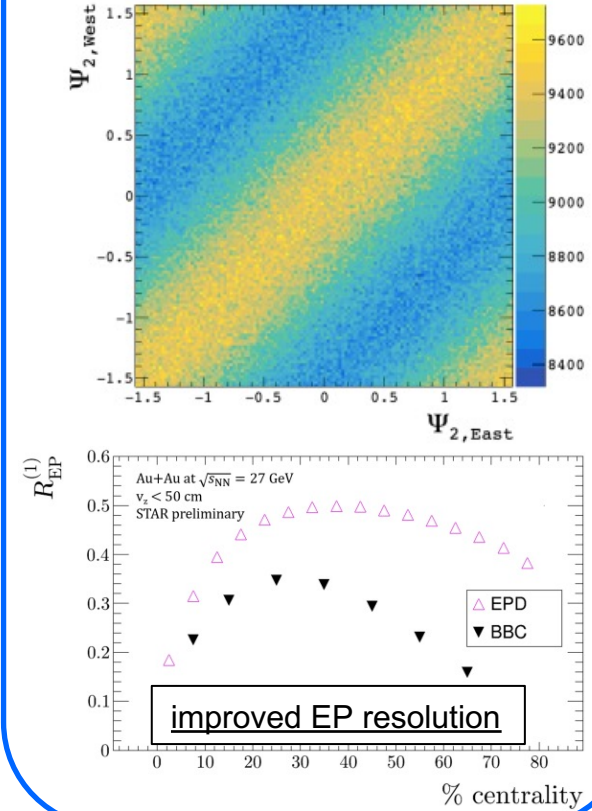 Ψ2,West
1.5
1
0.5
0
-0.5
-1
-1.5
-1.5 -1 -0.5 0 0.5 1 1.5
Ψ2,East
9600
9400
9200
9000
8800
8600
8400
R(1)EP
0.6
0.5
0.4
0.3
0.2
0.1
0
Au+Au at √sNN = 27 GeV
vz < 50 cm
STAR preliminary
△ EPD
▼ BBC
improved EP resolution
0 10 20 30 40 50 60 70 80
% centrality